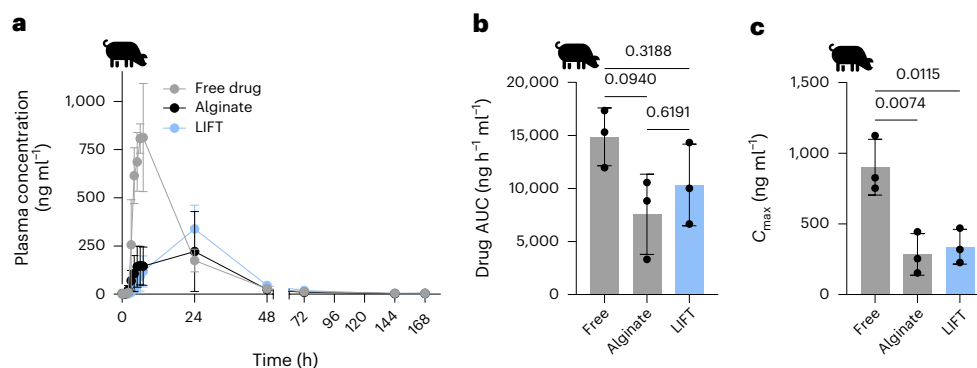 a
Plasma concentration
(ng ml⁻¹)
1,000
750
500
250
0
Free drug
Alginate
LIFT
0
24
48
72
96
120
144
168
Time (h)
b
Drug AUC (ng h⁻¹ ml⁻¹)
20,000
15,000
10,000
5,000
0
0.3188
0.0940
0.6191
Free
Alginate
LIFT
c
Cmax (ng ml⁻¹)
1,500
1,000
500
0
0.0115
0.0074
Free
Alginate
LIFT